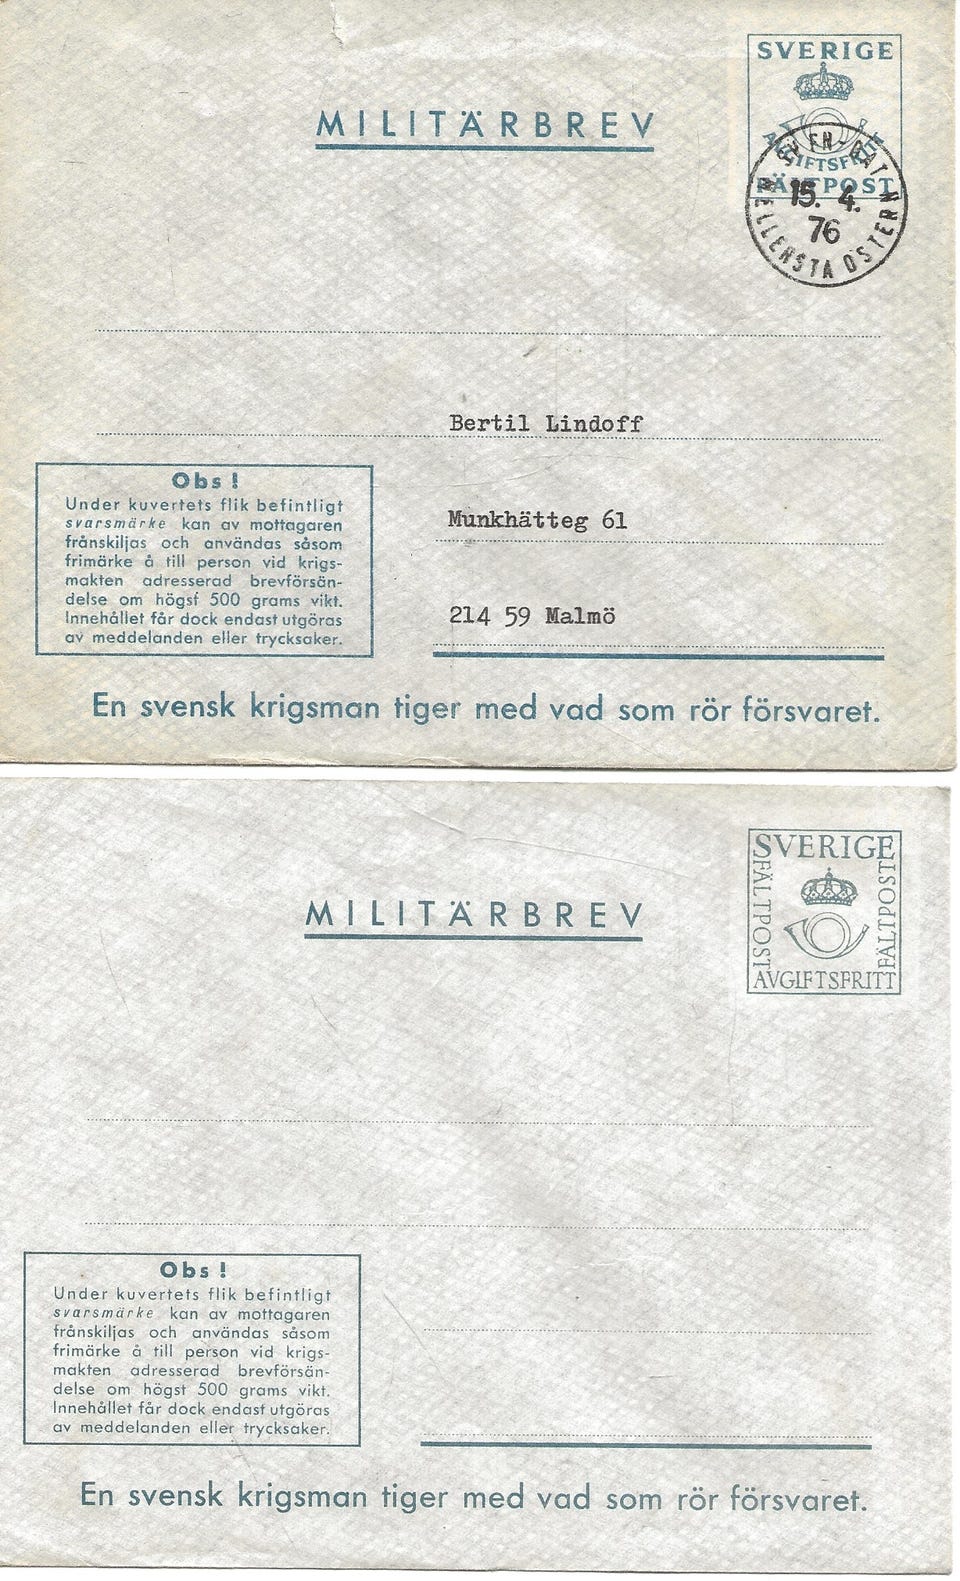 SVERIGE
MILITÄRBREV
AVGIFTSFRITT
FÄLTPOST
15. 4.
76
MELLERSTA ÖSTERN
Bertil Lindoff
Obs !
Under kuvertets flik befintligt
svarsmärke kan av mottagaren
frånskiljas och användas såsom
frimärke å till person vid krigs-
makten adresserad brevförsän-
delse om högst 500 grams vikt.
Innehållet får dock endast utgöras
av meddelanden eller trycksaker.
Munkhätteg 61
214 59 Malmö
En svensk krigsman tiger med vad som rör försvaret.
SVERIGE
FÄLTPOST
FÄLTPOST
AVGIFTSFRITT
MILITÄRBREV
Obs !
Under kuvertets flik befintligt
svarsmärke kan av mottagaren
frånskiljas och användas såsom
frimärke å till person vid krigs-
makten adresserad brevförsän-
delse om högst 500 grams vikt.
Innehållet får dock endast utgöras
av meddelanden eller trycksaker.
En svensk krigsman tiger med vad som rör försvaret.